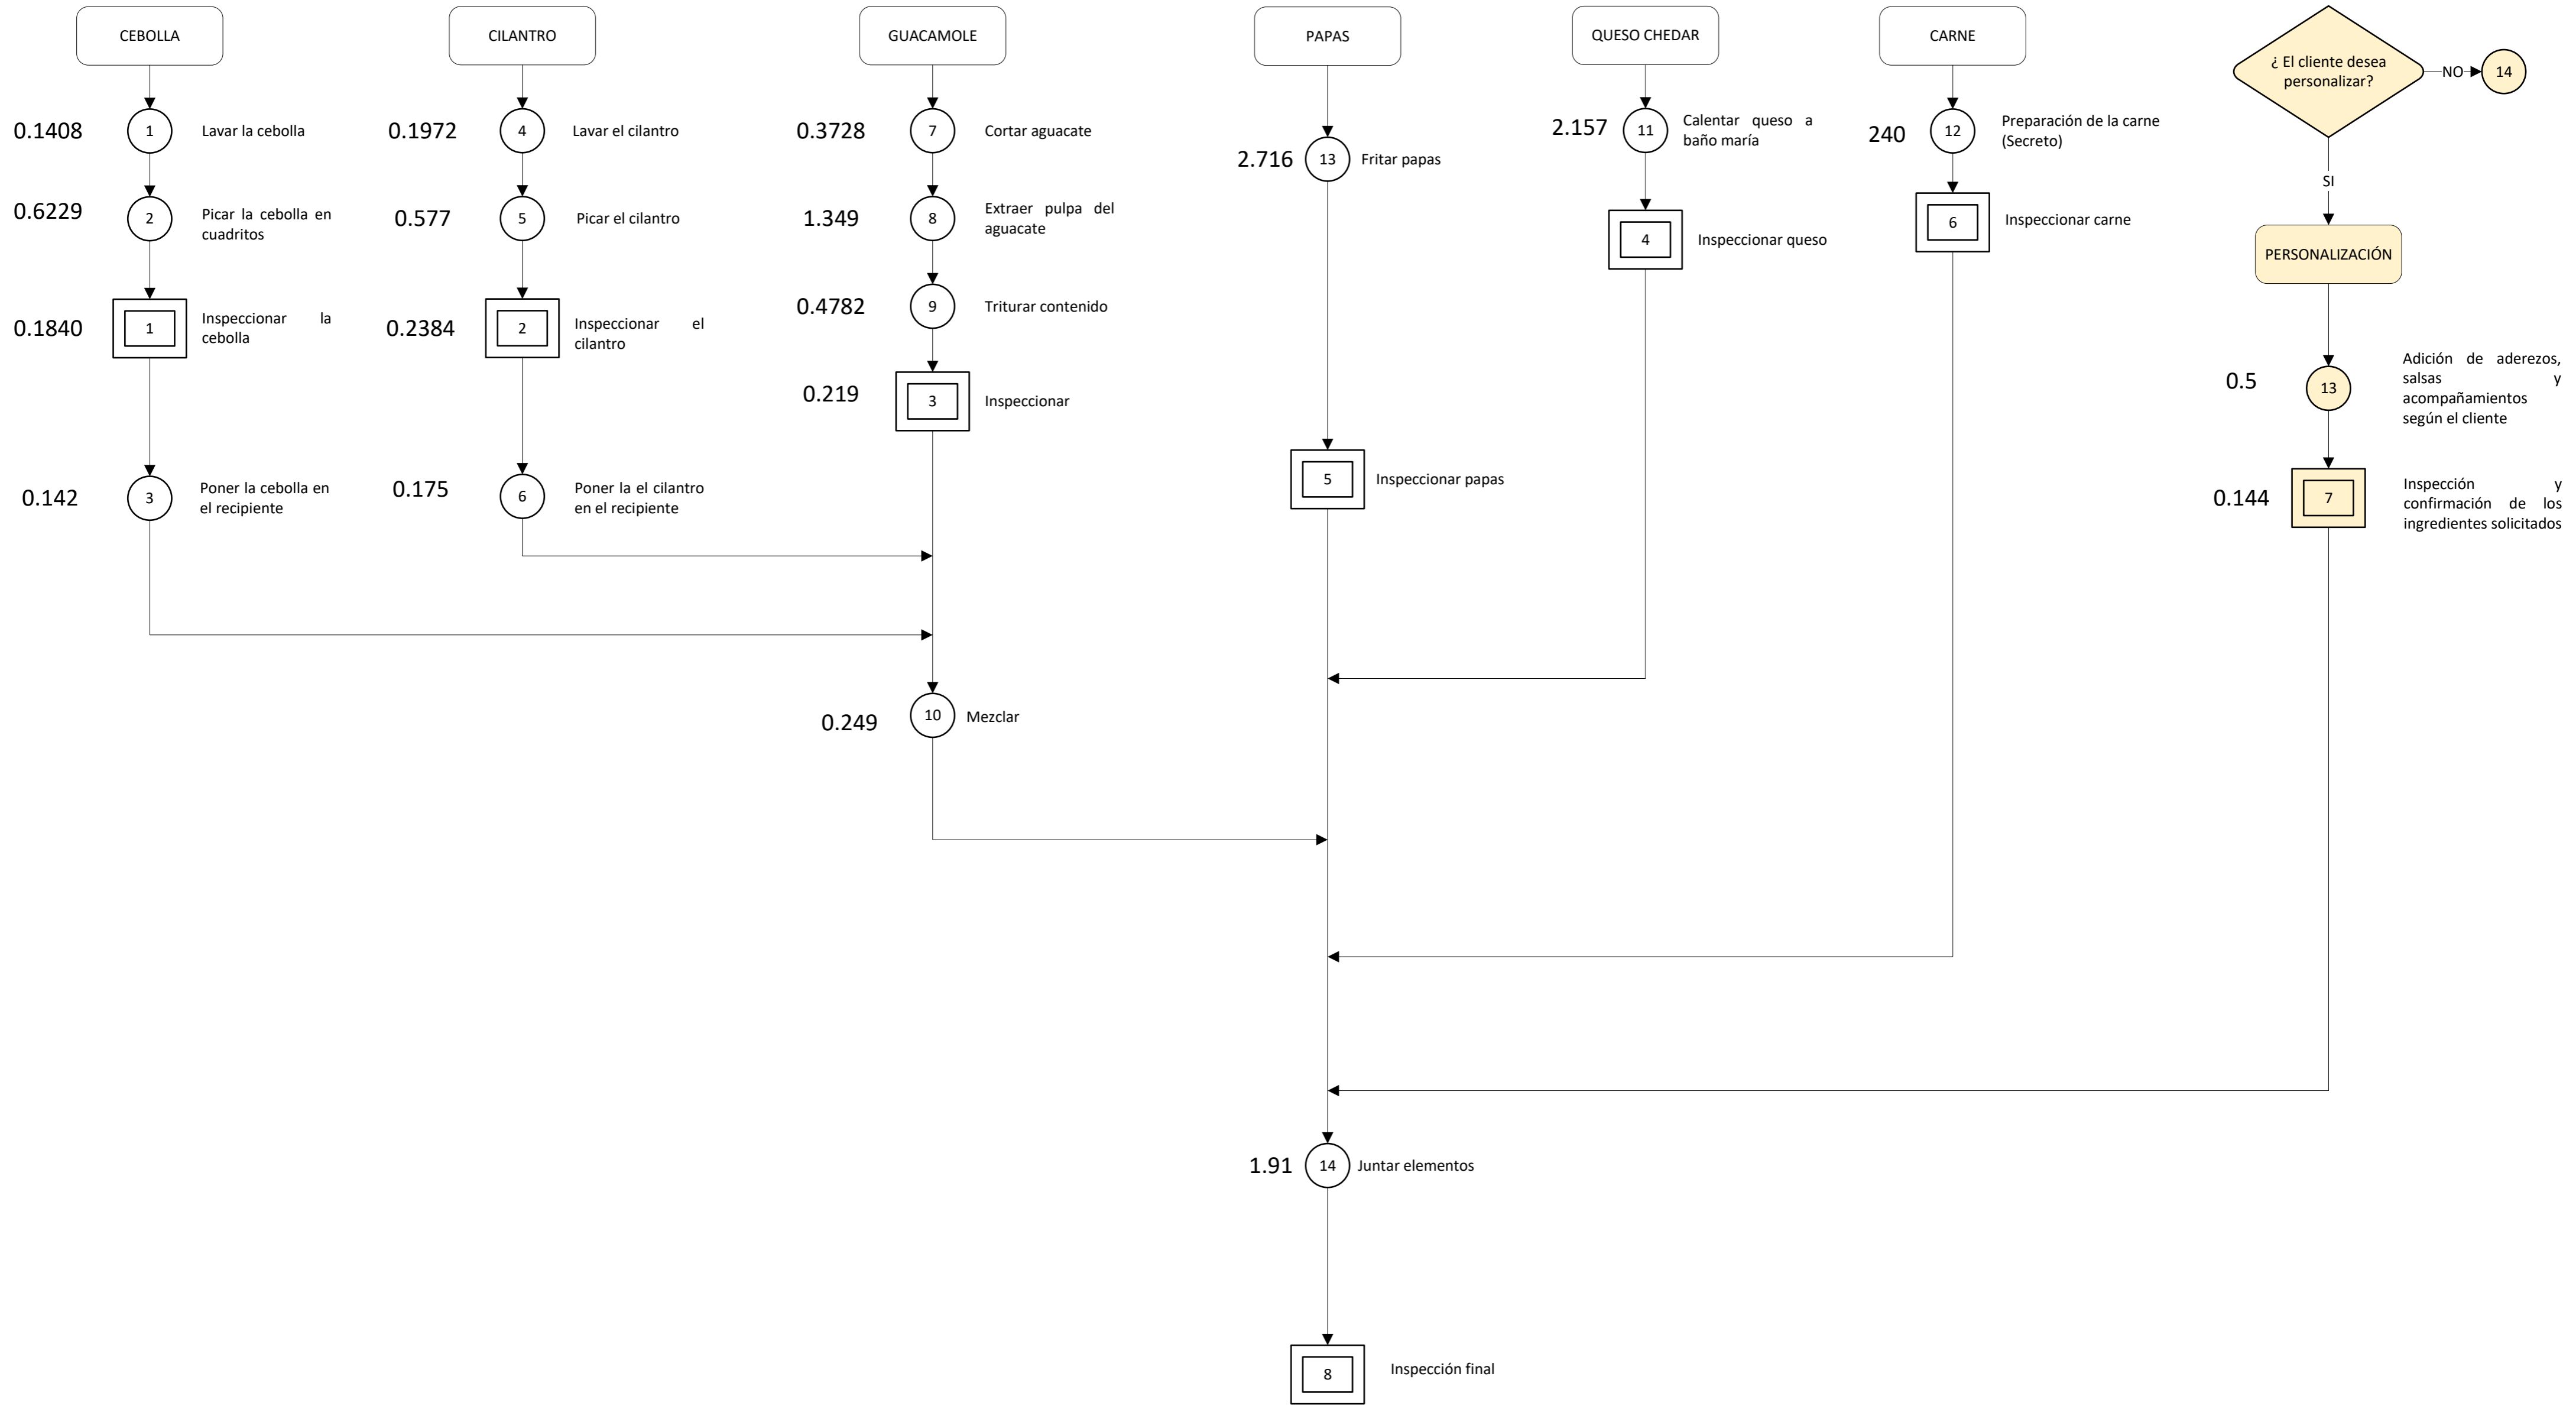 CEBOLLA
CILANTRO
GUACAMOLE
PAPAS
QUESO CHEDAR
CARNE
¿ El cliente desea
personalizar?
NO
14
SI
PERSONALIZACIÓN
0.1408
1
Lavar la cebolla
0.6229
2
Picar la cebolla en
cuadritos
0.1840
1
Inspeccionar la
cebolla
0.142
3
Poner la cebolla en
el recipiente
0.1972
4
Lavar el cilantro
0.577
5
Picar el cilantro
0.2384
2
Inspeccionar el
cilantro
0.175
6
Poner la el cilantro
en el recipiente
0.3728
7
Cortar aguacate
1.349
8
Extraer pulpa del
aguacate
0.4782
9
Triturar contenido
0.219
3
Inspeccionar
0.249
10
Mezclar
2.716
13
Fritar papas
5
Inspeccionar papas
2.157
11
Calentar queso a
baño maría
4
Inspeccionar queso
240
12
Preparación de la carne
(Secreto)
6
Inspeccionar carne
0.5
13
Adición de aderezos,
salsas y
acompañamientos
según el cliente
0.144
7
Inspección y
confirmación de los
ingredientes solicitados
1.91
14
Juntar elementos
8
Inspección final